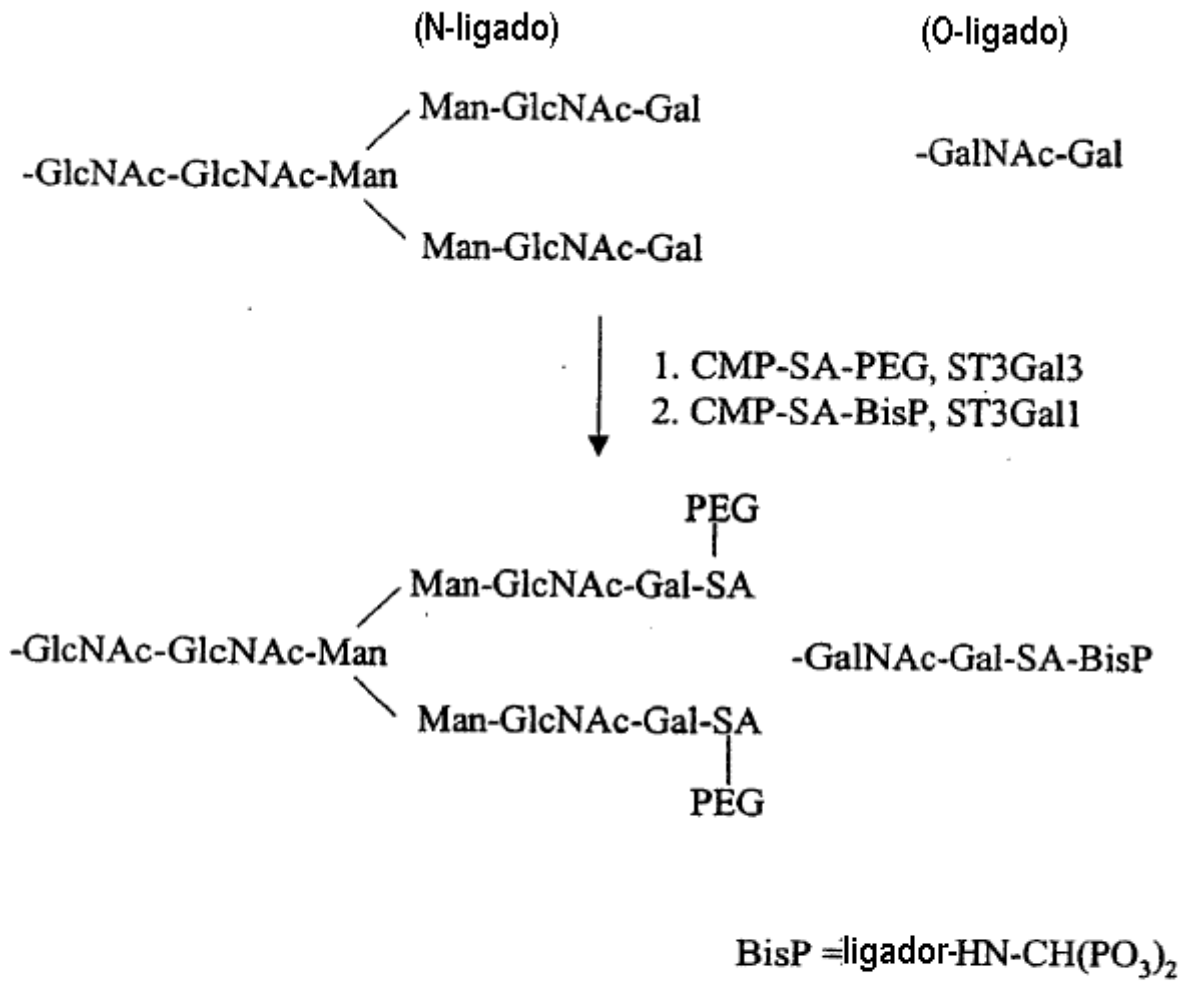 (N-ligado) (O-ligado)
Man-GlcNAc-Gal
-GalNAc-Gal
-GlcNAc-GlcNAc-Man
Man-GlcNAc-Gal
1. CMP-SA-PEG, ST3Gal3
2. CMP-SA-BisP, ST3Gal1
PEG
Man-GlcNAc-Gal-SA
-GlcNAc-GlcNAc-Man
-GalNAc-Gal-SA-BisP
Man-GlcNAc-Gal-SA
PEG
BisP =ligador-HN-CH(PO₃)₂